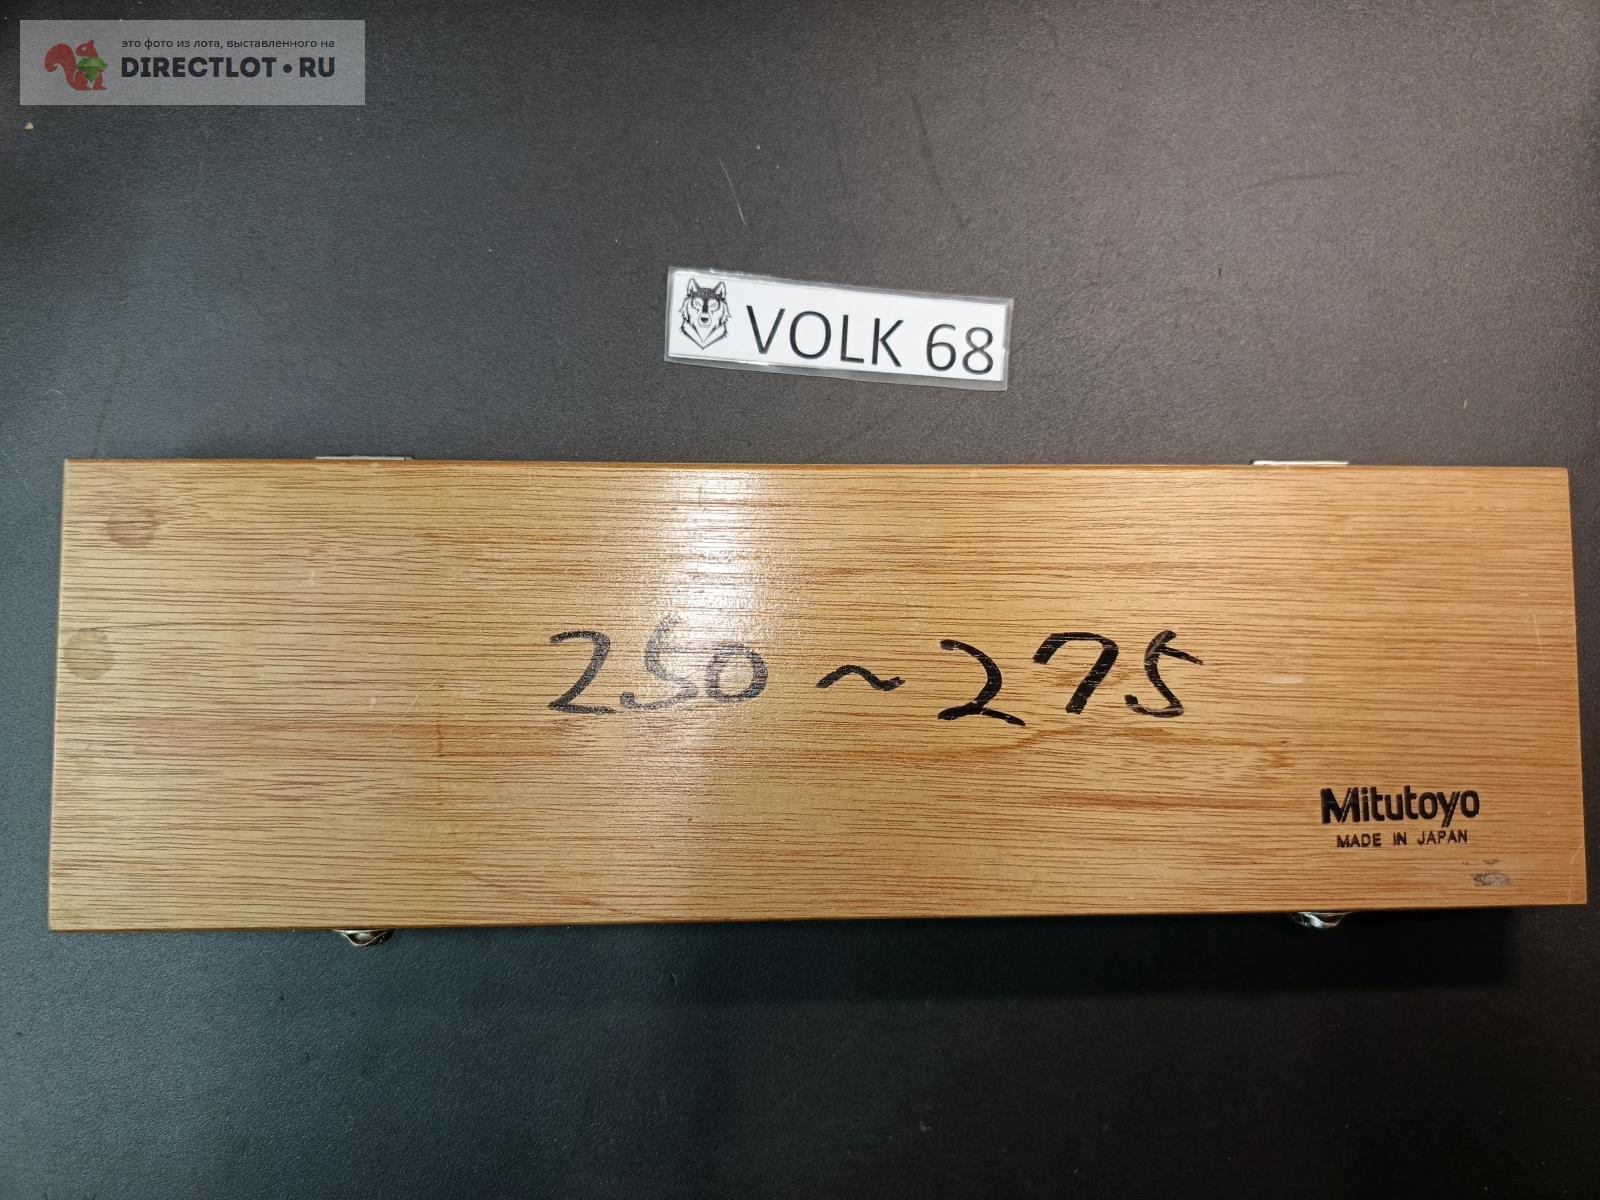 это фото из лота, выставленного на
DIRECTLOT•RU
VOLK 68
250~275
Mitutoyo
MADE IN JAPAN